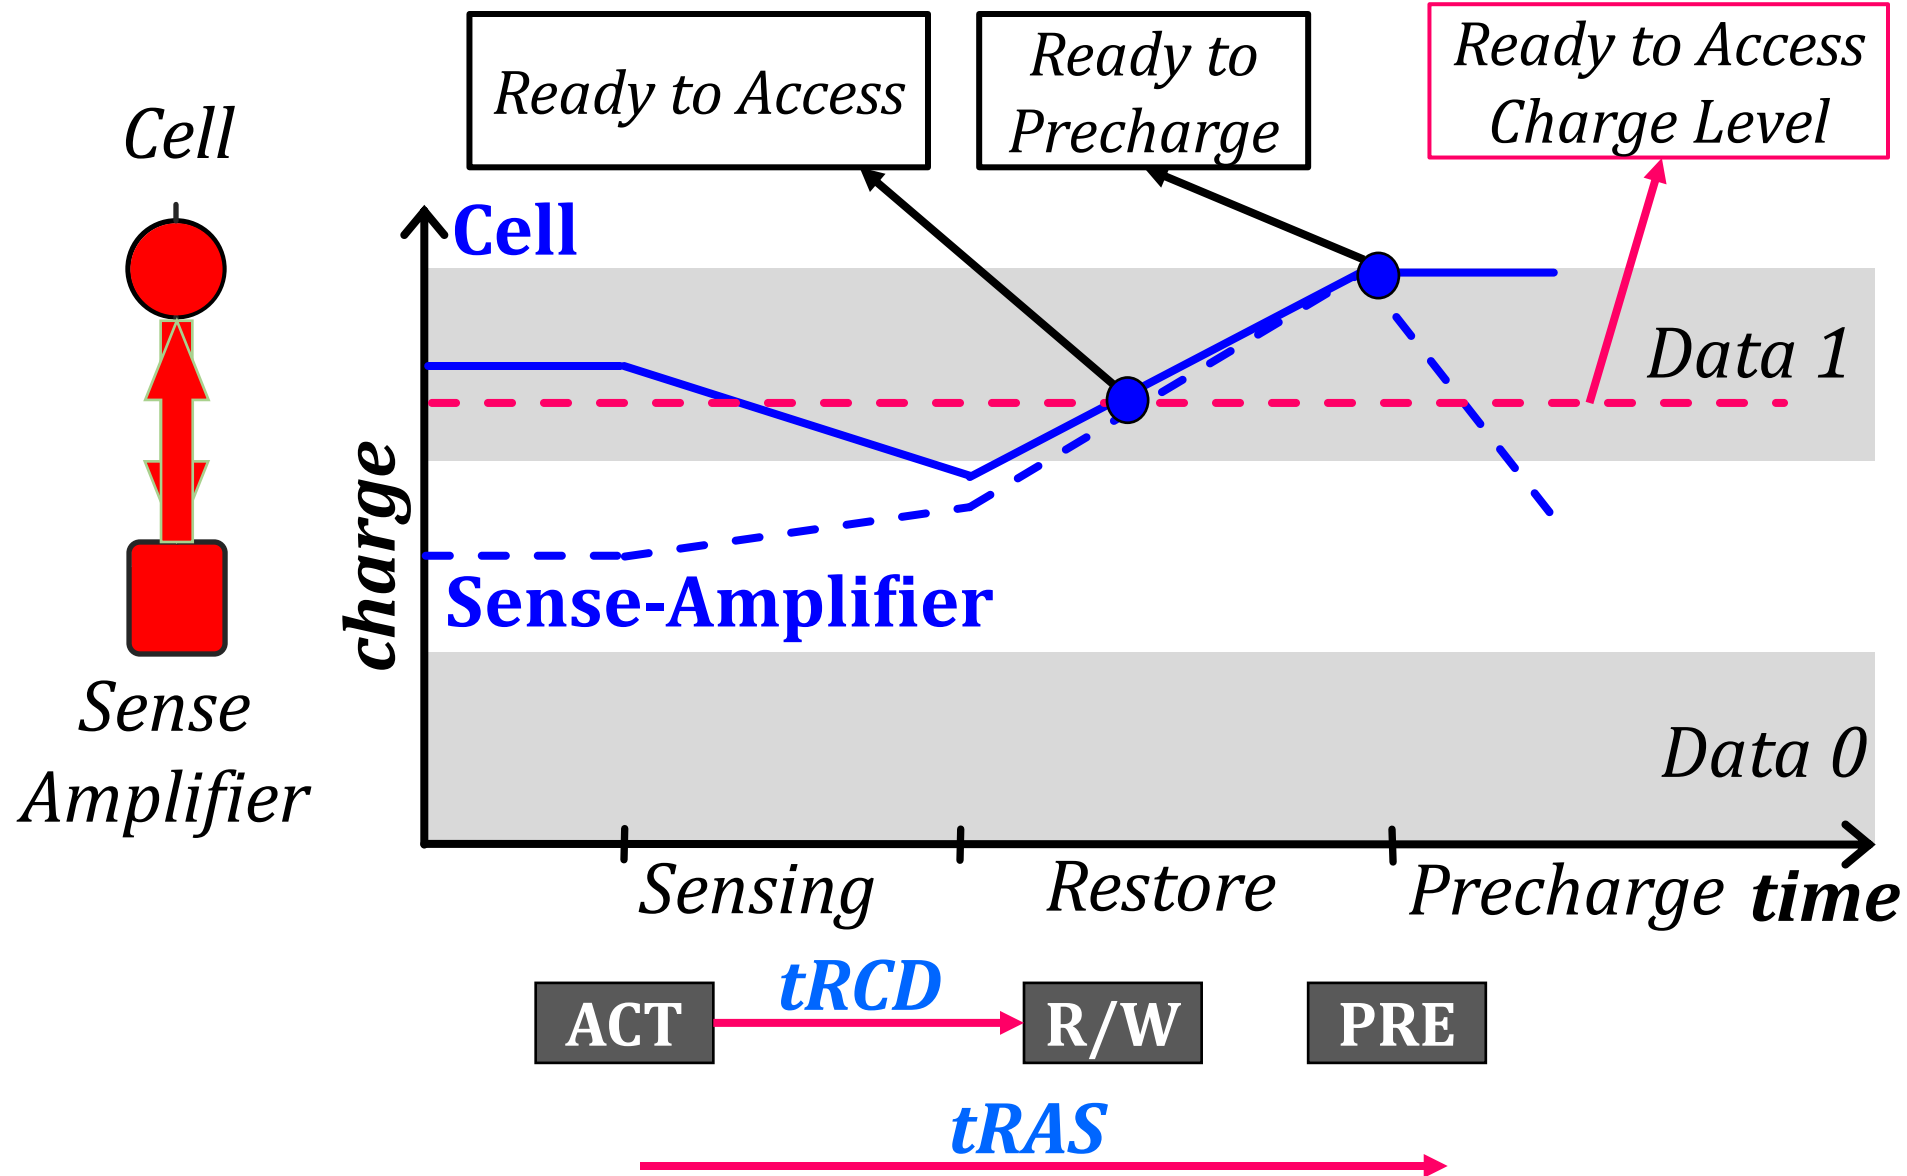 Ready to Access
Ready to
Precharge
Ready to Access
Charge Level
Cell
Cell
Data 1
charge
Sense-Amplifier
Sense
Amplifier
Data 0
Sensing
Restore
Precharge
time
tRCD
ACT
R/W
PRE
tRAS